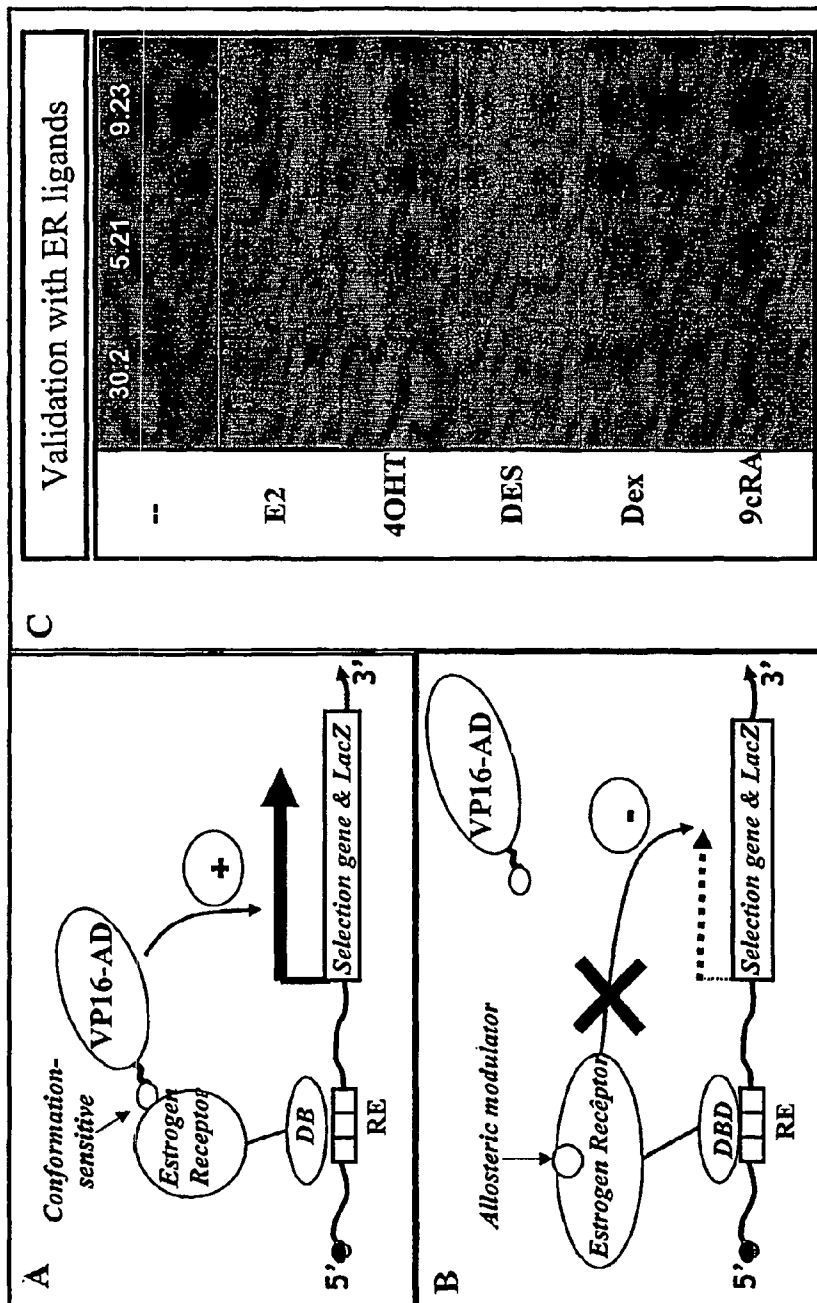 A
Conformation-
sensitive
VP16-AD
Estrogen
Receptor
+
DB
5'
RE
Selection gene & LacZ
3'
B
Allosteric modulator
VP16-AD
Estrogen Recéptor
-
DBD
5'
RE
Selection gene & LacZ
3'
C
Validation with ER ligands
30.2 5.21 9.23
--
E2
4OHT
DES
Dex
9cRA